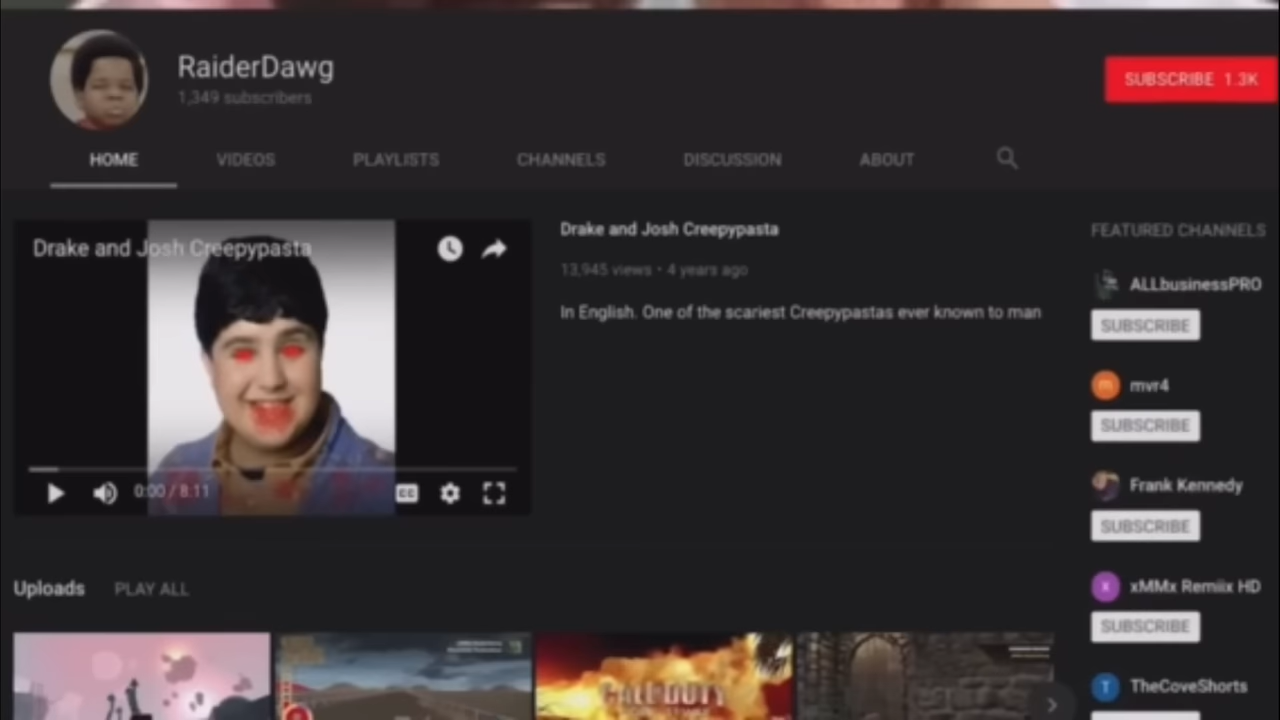 RaiderDawg
1,349 subscribers
SUBSCRIBE 1.3K
HOME VIDEOS PLAYLISTS CHANNELS DISCUSSION ABOUT
Drake and Josh Creepypasta
0:00 / 8:11
CC
Drake and Josh Creepypasta
13,945 views • 4 years ago
In English. One of the scariest Creepypastas ever known to man
FEATURED CHANNELS
ALLbusinessPRO
SUBSCRIBE
m mvr4
SUBSCRIBE
Frank Kennedy
SUBSCRIBE
x xMMx Remiix HD
SUBSCRIBE
T TheCoveShorts
Uploads PLAY ALL
CALL OF DUTY